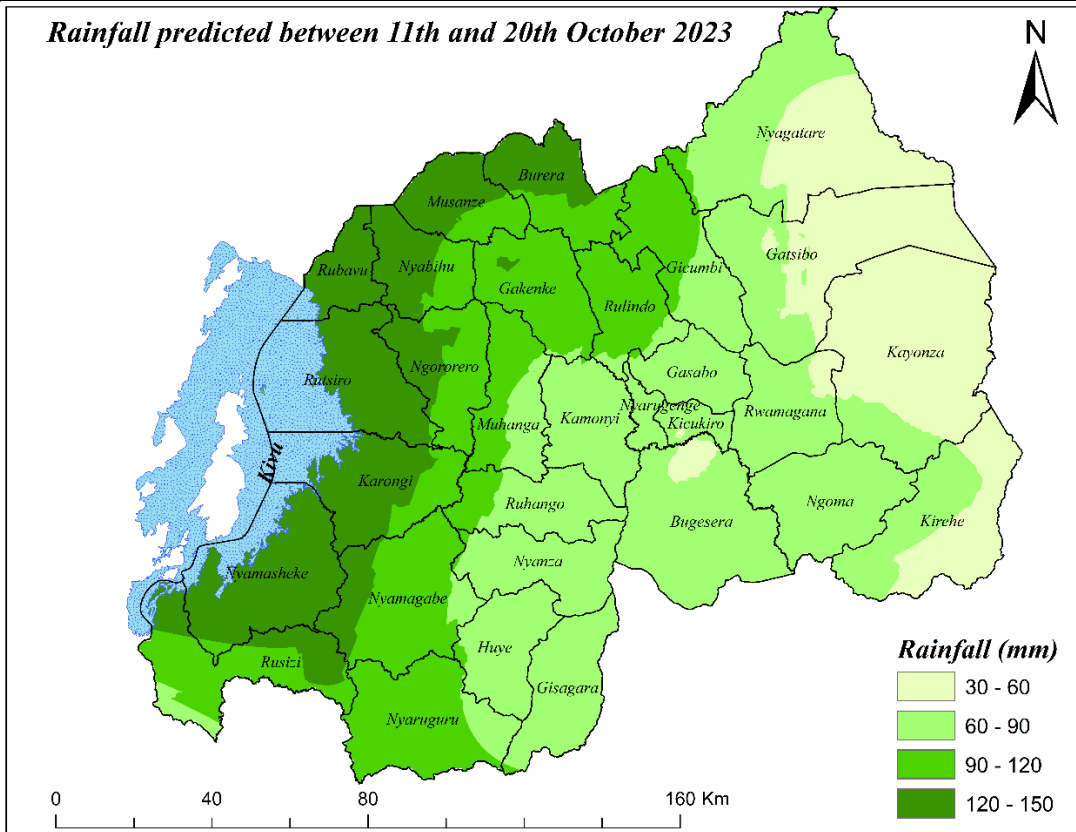 Rainfall predicted between 11th and 20th October 2023
N
Nyagatare
Burera
Musanze
Rubavu
Nyabihu
Gakenke
Rulindo
Gicumbi
Gatsibo
Kayonza
Rutsiro
Ngororero
Muhanga
Kamonyi
Gasabo
Nyarugenge
Kicukiro
Rwamagana
Kivu
Karongi
Ruhango
Bugesera
Ngoma
Kirehe
Nyamasheke
Nyamagabe
Nyanza
Huye
Gisagara
Rusizi
Nyaruguru
Rainfall (mm)
30 - 60
60 - 90
90 - 120
120 - 150
0 40 80 160 Km